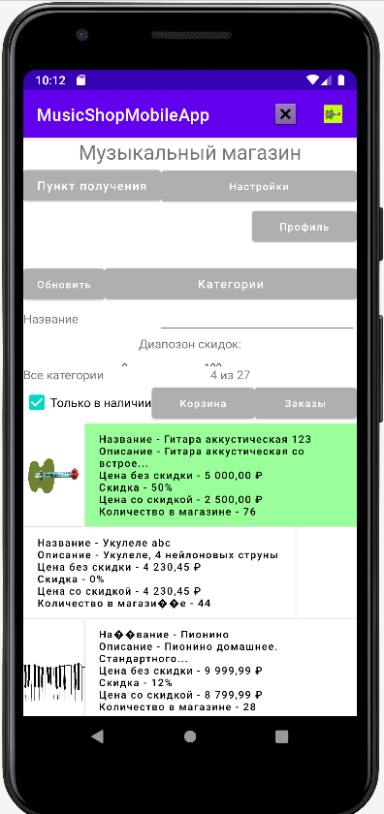 10:12
MusicShopMobileApp
Музыкальный магазин
Пункт получения
Настройки
Профиль
Обновить
Категории
Название
Диапозон скидок:
Все категории
4 из 27
Только в наличии
Корзина
Заказы
Название - Гитара аккустическая 123
Описание - Гитара аккустическая со
встрое...
Цена без скидки - 5 000,00 ₽
Скидка - 50%
Цена со скидкой - 2 500,00 ₽
Количество в магазине - 76
Название - Укулеле abc
Описание - Укулеле, 4 нейлоновых струны
Цена без скидки - 4 230,45 ₽
Скидка - 0%
Цена со скидкой - 4 230,45 ₽
Количество в магази��е - 44
На��вание - Пионино
Описание - Пионино домашнее.
Стандартного...
Цена без скидки - 9 999,99 ₽
Скидка - 12%
Цена со скидкой - 8 799,99 ₽
Количество в магазине - 28